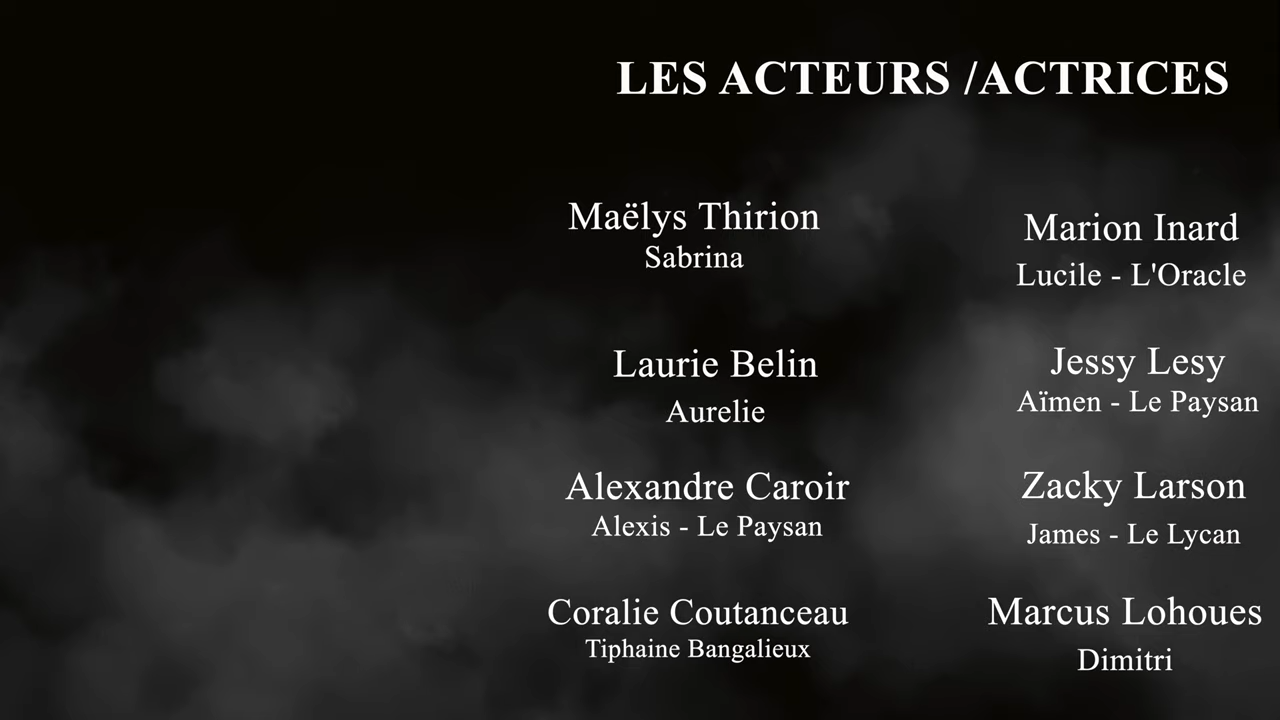 LES ACTEURS /ACTRICES
Maëlys Thirion
Sabrina
Marion Inard
Lucile - L'Oracle
Laurie Belin
Aurelie
Jessy Lesy
Aïmen - Le Paysan
Alexandre Caroir
Alexis - Le Paysan
Zacky Larson
James - Le Lycan
Coralie Coutanceau
Tiphaine Bangalieux
Marcus Lohoues
Dimitri